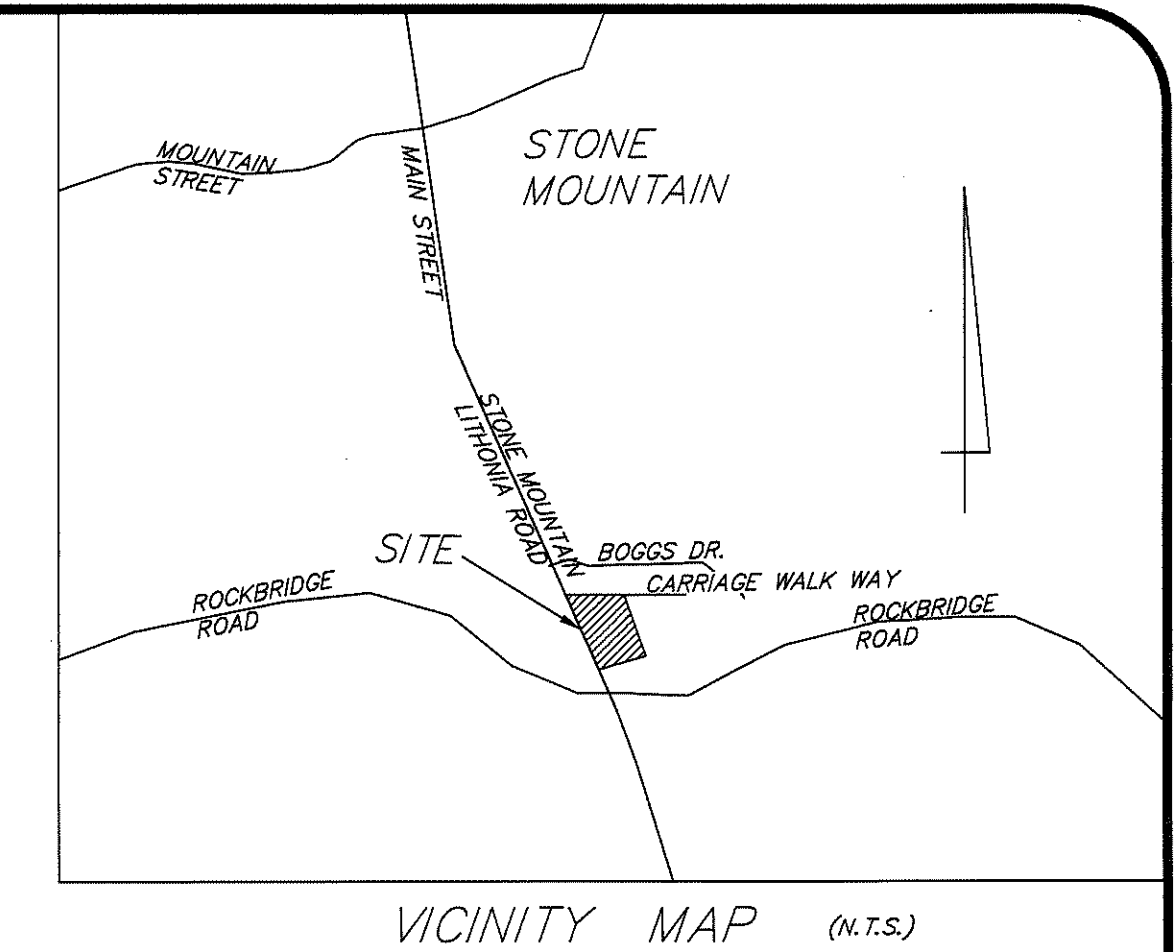 MOUNTAIN
STREET
MAIN STREET
STONE
MOUNTAIN
STONE MOUNTAIN
LITHONIA ROAD
SITE
BOGGS DR.
CARRIAGE WALK WAY
ROCKBRIDGE
ROAD
ROCKBRIDGE
ROAD
VICINITY MAP (N.T.S.)